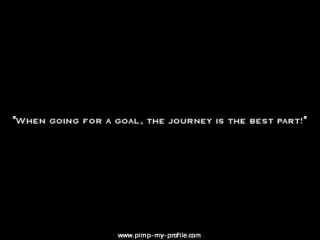 "When going for a goal, the journey is the best part!"
www.pimp-my-profile.com